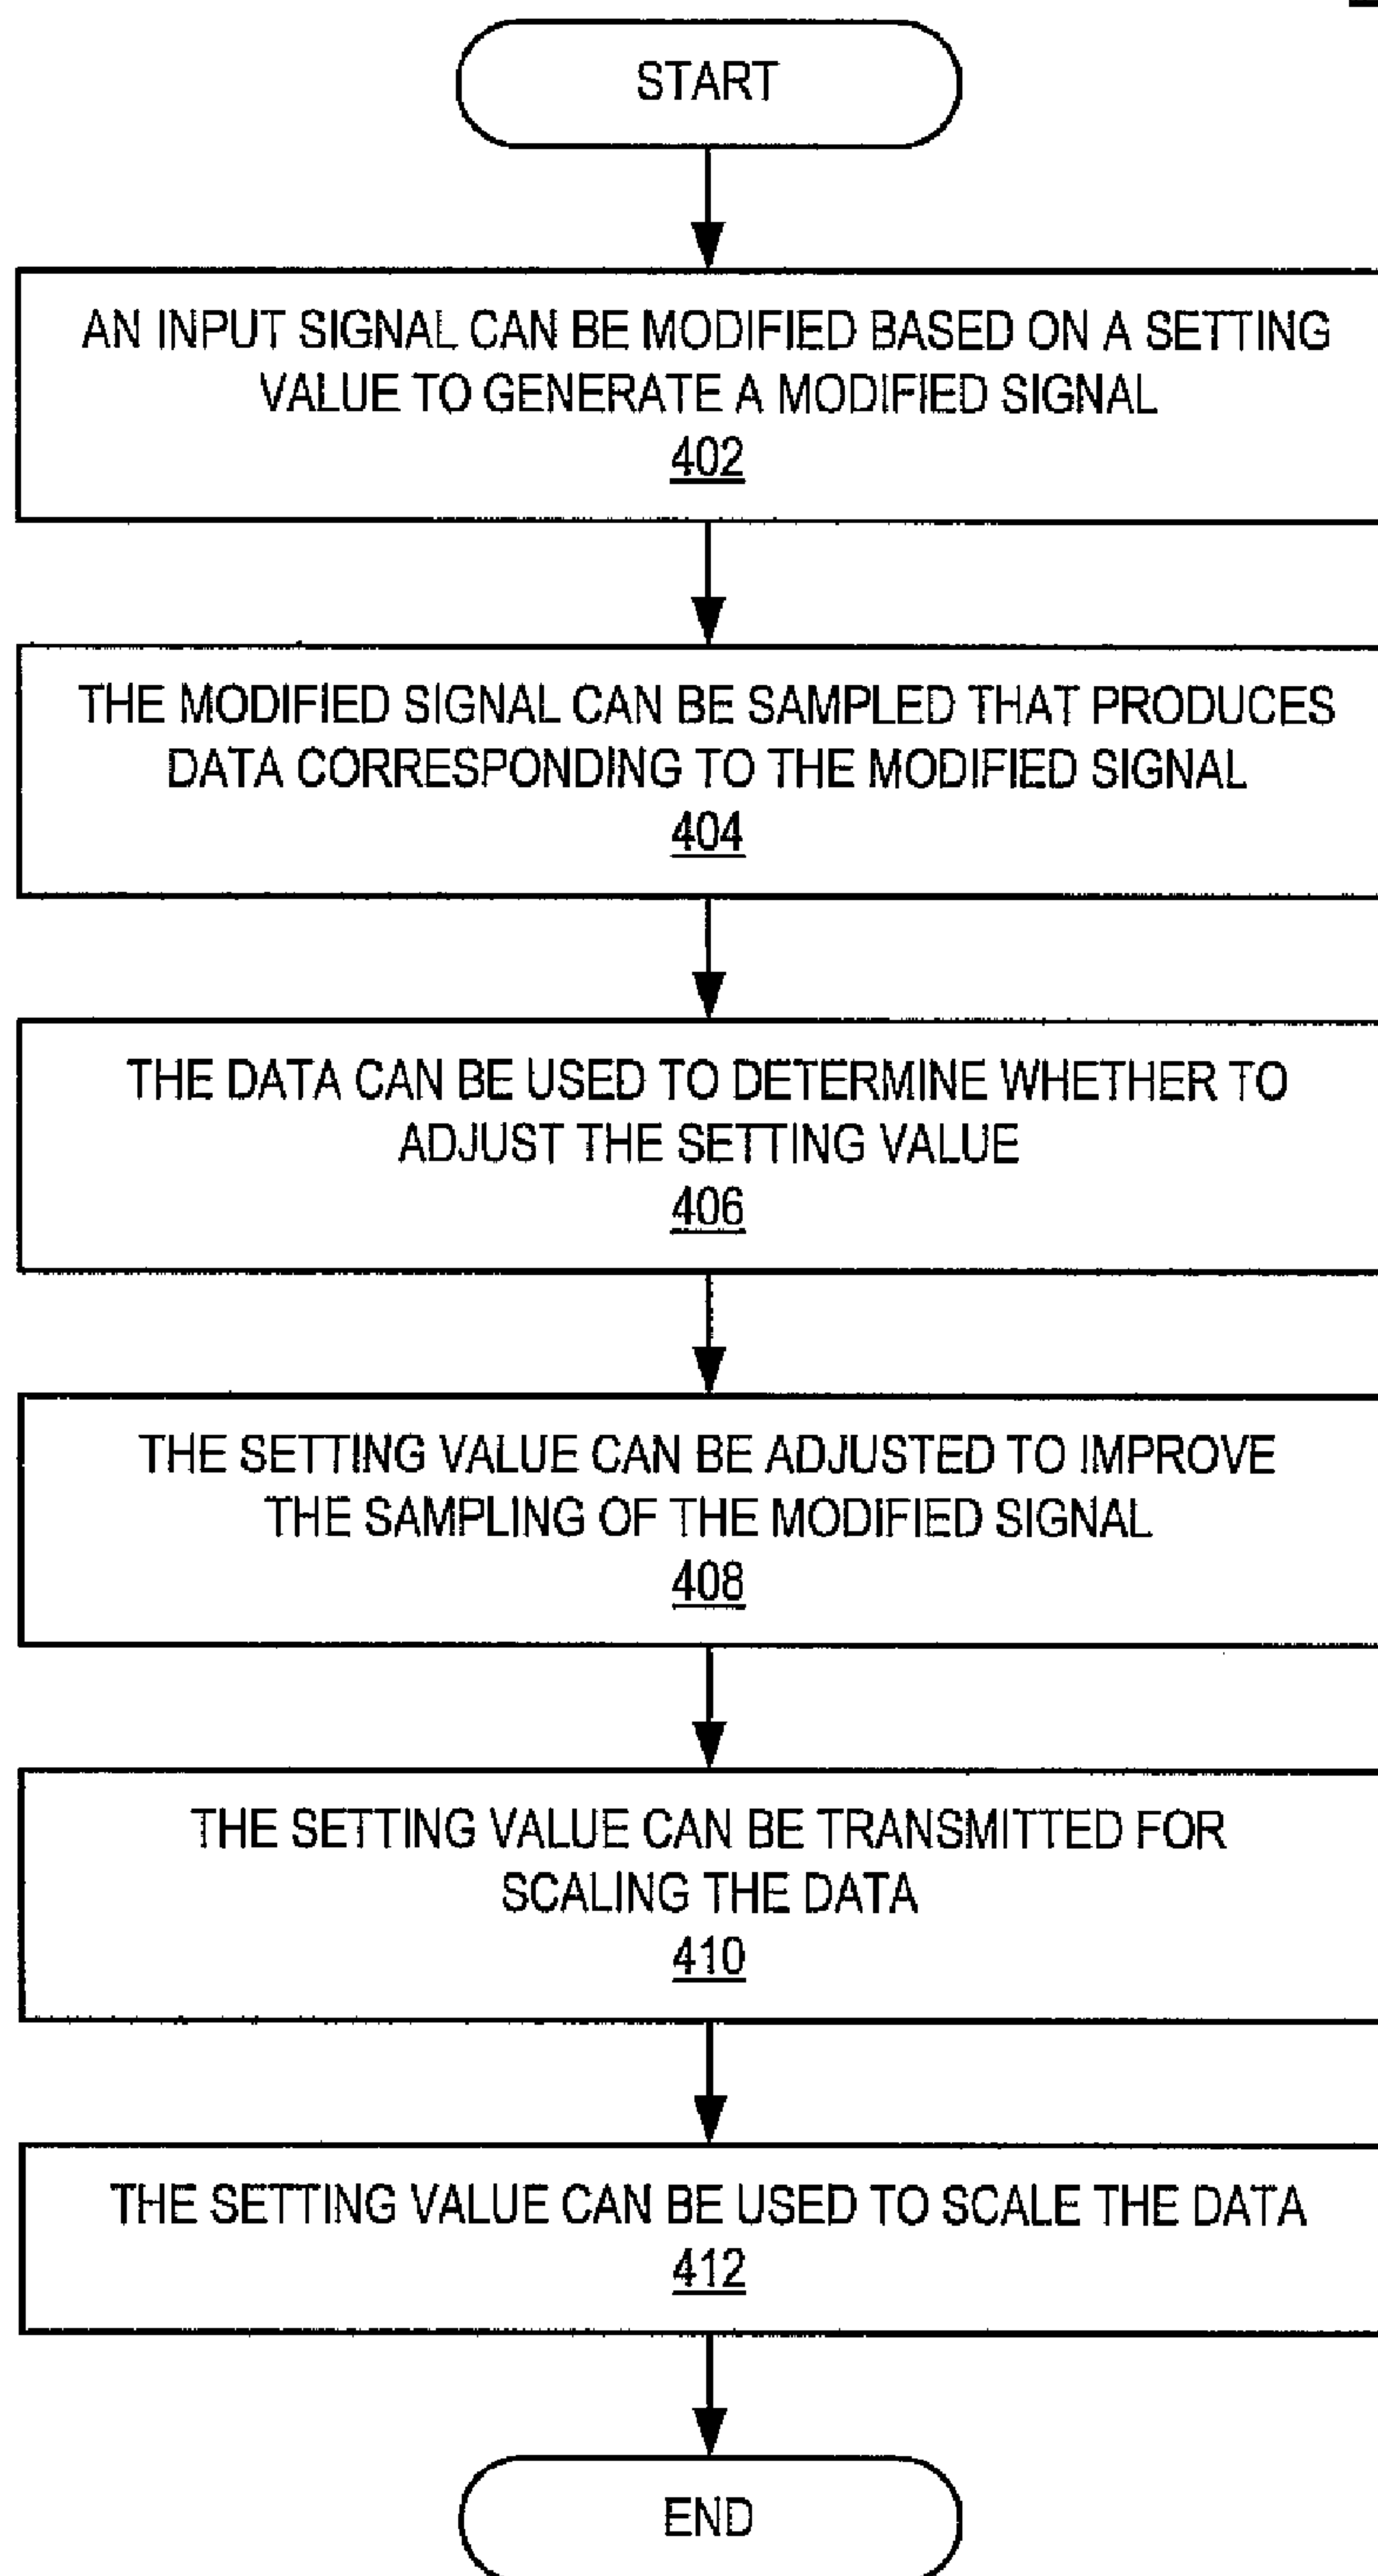 START
AN INPUT SIGNAL CAN BE MODIFIED BASED ON A SETTING
VALUE TO GENERATE A MODIFIED SIGNAL
402
THE MODIFIED SIGNAL CAN BE SAMPLED THAT PRODUCES
DATA CORRESPONDING TO THE MODIFIED SIGNAL
404
THE DATA CAN BE USED TO DETERMINE WHETHER TO
ADJUST THE SETTING VALUE
406
THE SETTING VALUE CAN BE ADJUSTED TO IMPROVE
THE SAMPLING OF THE MODIFIED SIGNAL
408
THE SETTING VALUE CAN BE TRANSMITTED FOR
SCALING THE DATA
410
THE SETTING VALUE CAN BE USED TO SCALE THE DATA
412
END